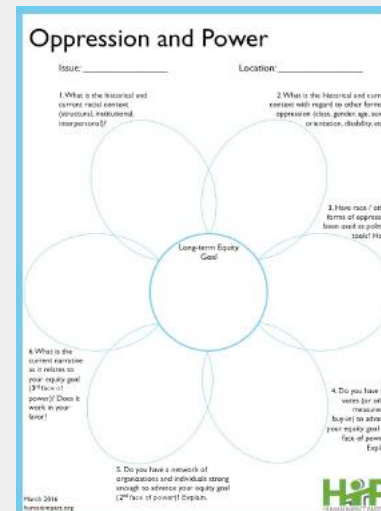 Oppression and Power
Issue:
Location:
1. What is the historical and
current racial context
(structural, institutional,
interpersonal)?
2. What is the historical and curr
context with regard to other forms
oppression (class, gender, age, sex
orientation, disability, etc
3. Have race / oth
forms of oppress
been used as polit
tools? Ho
Long-term Equity
Goal
4. Do you have
votes (or oth
measure
buy-in) to advan
your equity goal
face of powe
Expl
5. Do you have a network of
organizations and individuals strong
enough to advance your equity goal
(2nd face of power)? Explain.
6. What is the
current narrative
as it relates to
your equity goal
(3rd face of
power)? Does it
work in your
favor?
March 2016
humanimpact.org
HIP